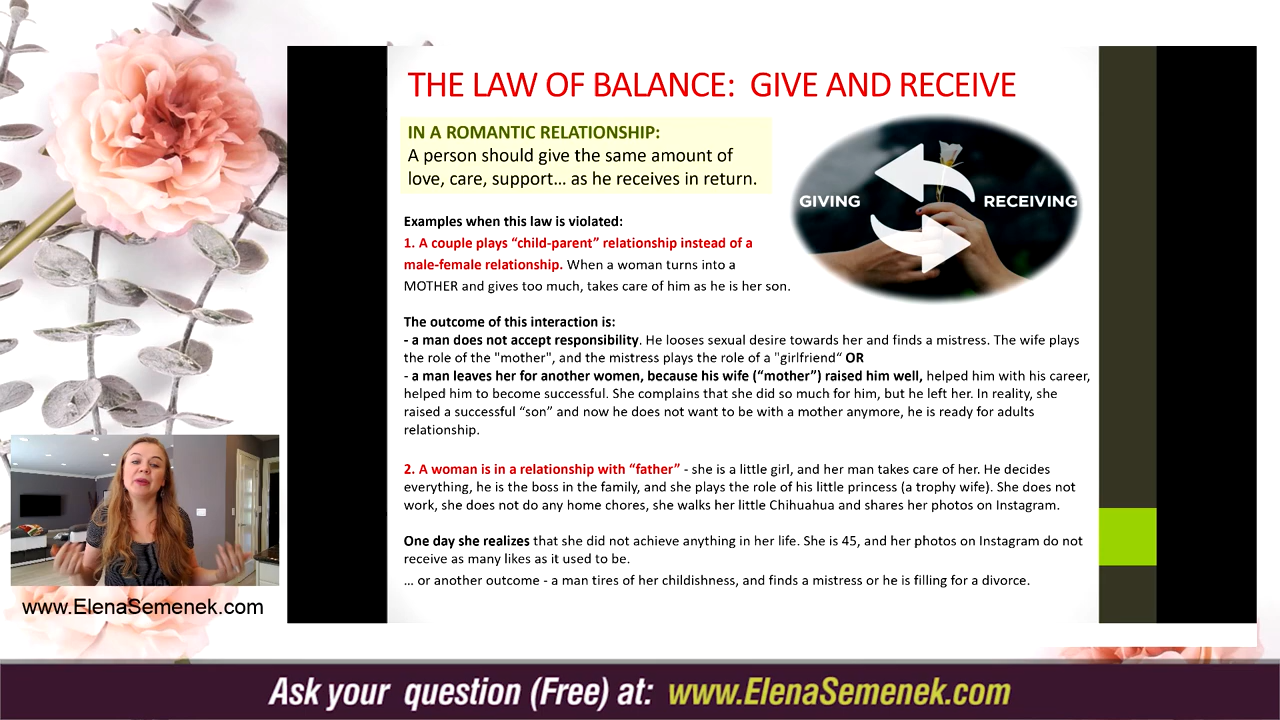 THE LAW OF BALANCE: GIVE AND RECEIVE
IN A ROMANTIC RELATIONSHIP:
A person should give the same amount of
love, care, support... as he receives in return.
GIVING
RECEIVING
Examples when this law is violated:
1. A couple plays “child-parent” relationship instead of a
male-female relationship. When a woman turns into a
MOTHER and gives too much, takes care of him as he is her son.
The outcome of this interaction is:
- a man does not accept responsibility. He looses sexual desire towards her and finds a mistress. The wife plays
the role of the "mother", and the mistress plays the role of a "girlfriend“ OR
- a man leaves her for another women, because his wife (“mother”) raised him well, helped him with his career,
helped him to become successful. She complains that she did so much for him, but he left her. In reality, she
raised a successful “son” and now he does not want to be with a mother anymore, he is ready for adults
relationship.
2. A woman is in a relationship with “father” - she is a little girl, and her man takes care of her. He decides
everything, he is the boss in the family, and she plays the role of his little princess (a trophy wife). She does not
work, she does not do any home chores, she walks her little Chihuahua and shares her photos on Instagram.
One day she realizes that she did not achieve anything in her life. She is 45, and her photos on Instagram do not
receive as many likes as it used to be.
... or another outcome - a man tires of her childishness, and finds a mistress or he is filling for a divorce.
www.ElenaSemenek.com
Ask your question (Free) at: www.ElenaSemenek.com